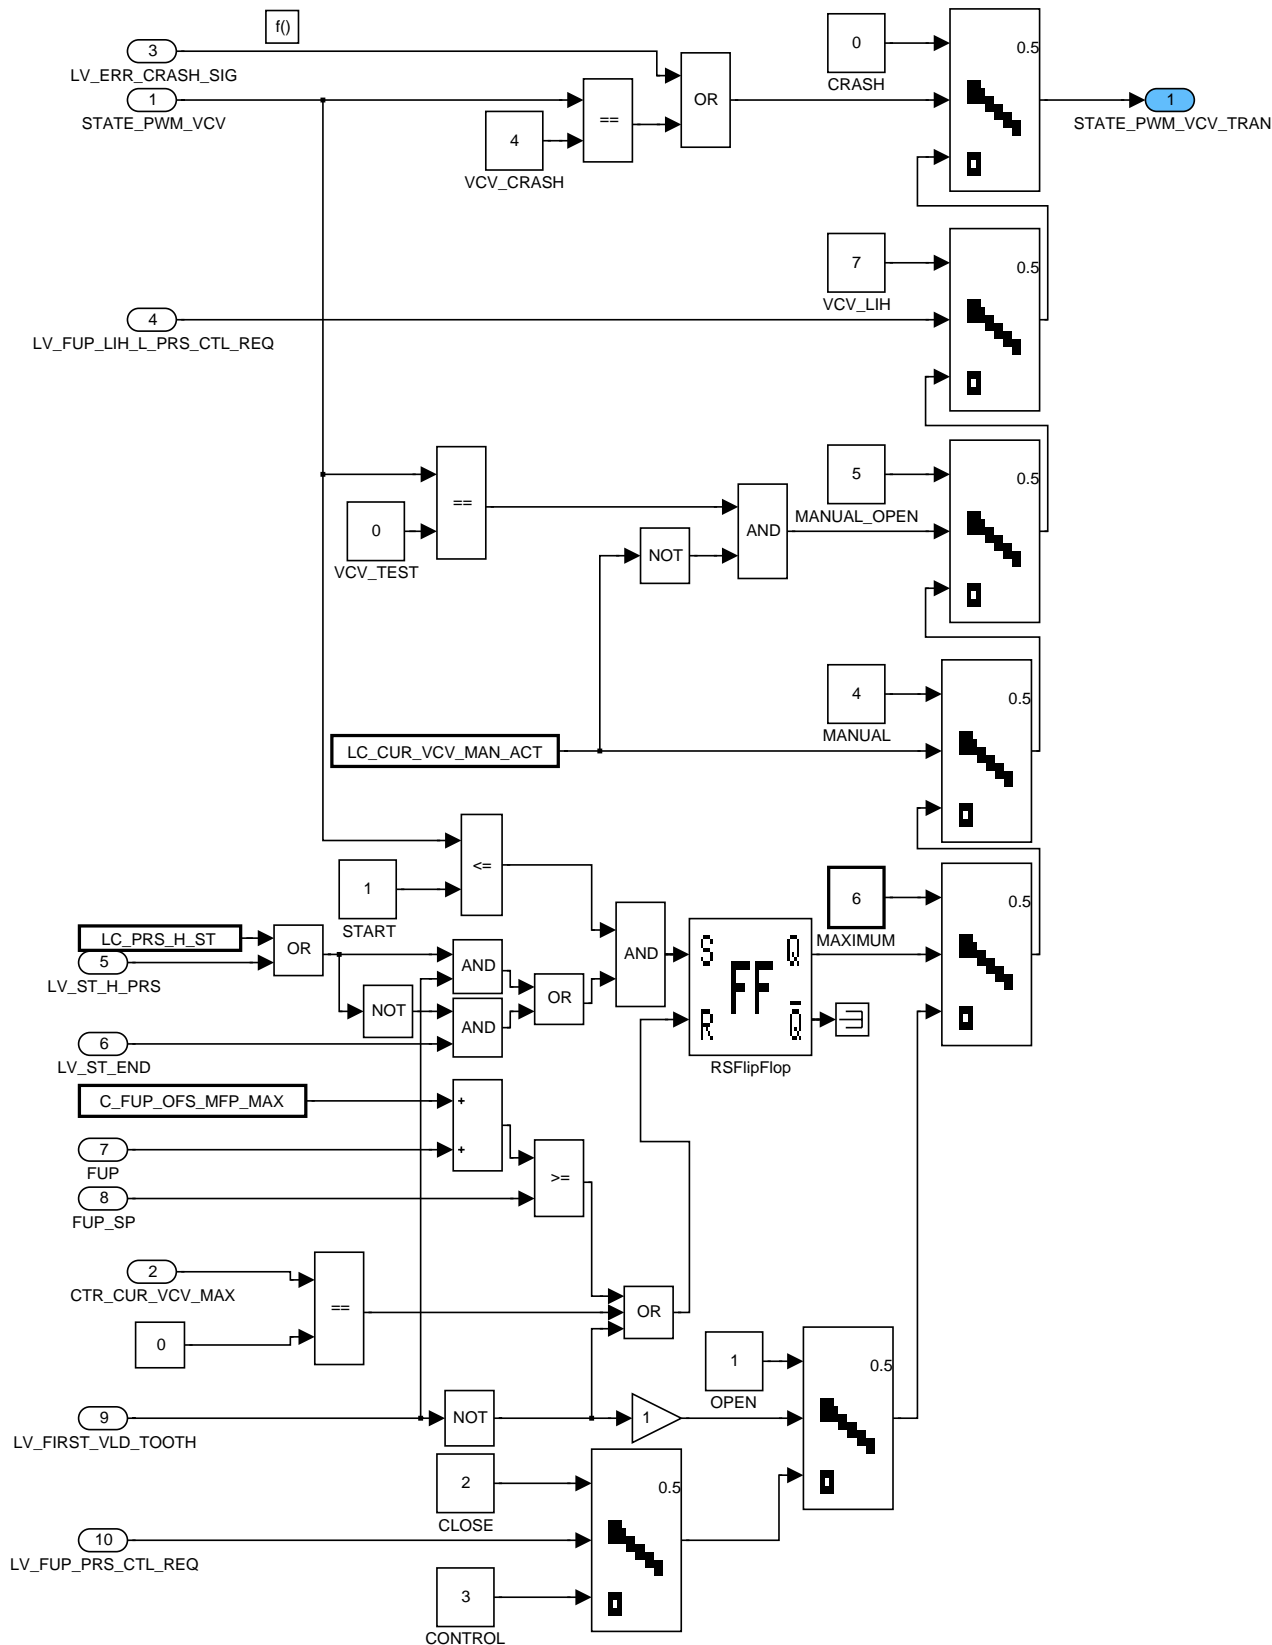 f()
3
LV_ERR_CRASH_SIG
1
STATE_PWM_VCV
==
4
VCV_CRASH
OR
0
CRASH
0.5
1
STATE_PWM_VCV_TRAN
7
VCV_LIH
0.5
4
LV_FUP_LIH_L_PRS_CTL_REQ
==
0
VCV_TEST
NOT
AND
5
MANUAL_OPEN
0.5
4
MANUAL
0.5
LC_CUR_VCV_MAN_ACT
<=
1
START
6
MAXIMUM
0.5
LC_PRS_H_ST
5
LV_ST_H_PRS
OR
AND
NOT
AND
OR
AND
S Q
FF
R Q
RSFlipFlop
6
LV_ST_END
C_FUP_OFS_MFP_MAX
+
+
7
FUP
>=
8
FUP_SP
2
CTR_CUR_VCV_MAX
==
0
OR
1
OPEN
0.5
9
LV_FIRST_VLD_TOOTH
NOT
1
2
CLOSE
0.5
10
LV_FUP_PRS_CTL_REQ
3
CONTROL